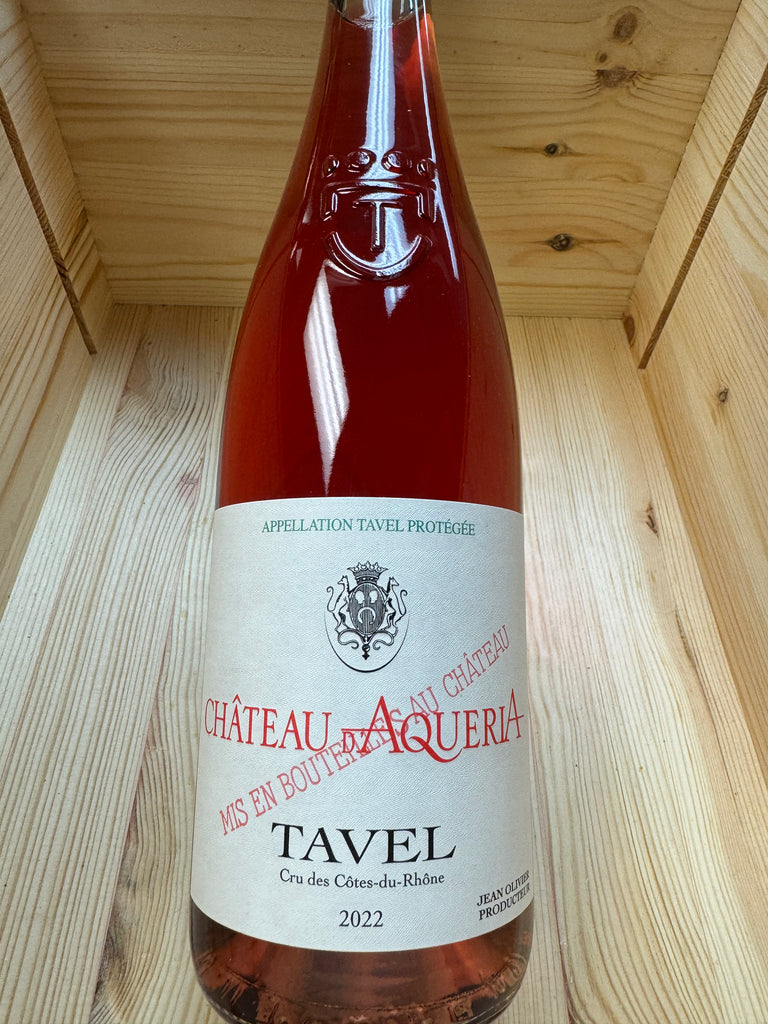 T
APPELLATION TAVEL PROTÉGÉE
CHÂTEAU D'AQUERIA
MIS EN BOUTEILLES AU CHÂTEAU
TAVEL
Cru des Côtes-du-Rhône
2022
JEAN OLIVIER
PRODUCTEUR